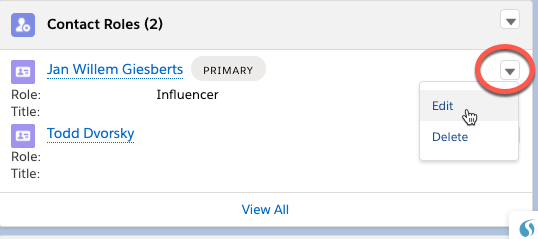 Contact Roles (2)
Jan Willem Giesberts PRIMARY
Role: Influencer
Title:
Edit
Delete
Todd Dvorsky
Role:
Title:
View All